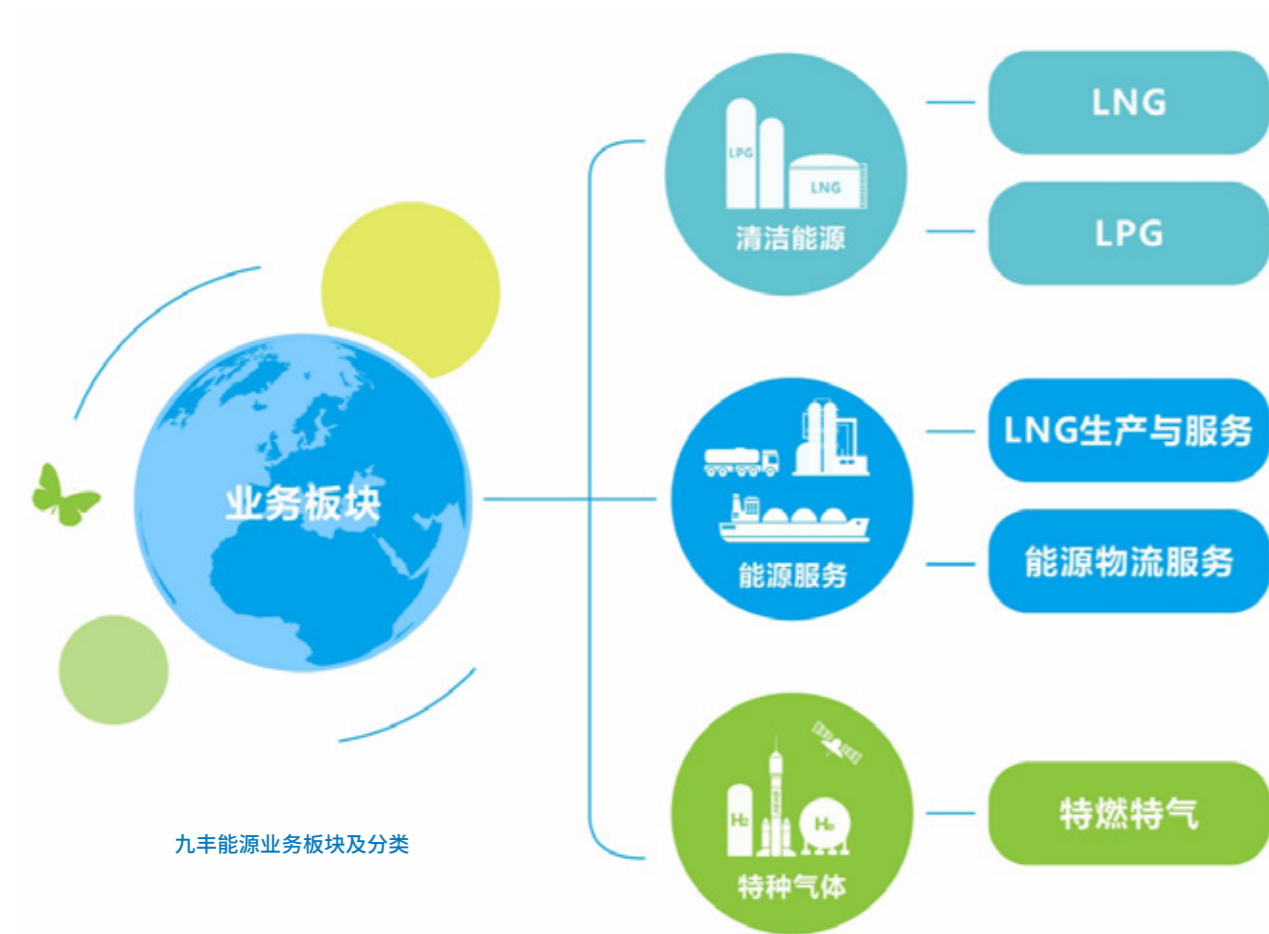 业务板块
九丰能源业务板块及分类
LPG
LNG
清洁能源
LNG
LPG
能源服务
LNG生产与服务
能源物流服务
H₂
He
特种气体
特燃特气